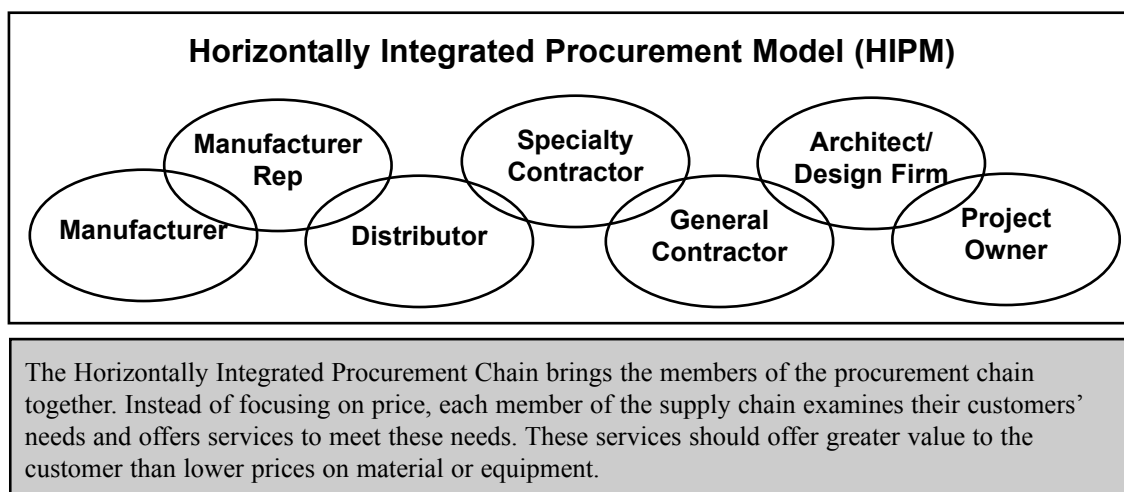 Horizontally Integrated Procurement Model (HIPM)
Manufacturer
Rep
Specialty
Contractor
Architect/
Design Firm
Manufacturer
Distributor
General
Contractor
Project
Owner
The Horizontally Integrated Procurement Chain brings the members of the procurement chain
together. Instead of focusing on price, each member of the supply chain examines their customers’
needs and offers services to meet these needs. These services should offer greater value to the
customer than lower prices on material or equipment.